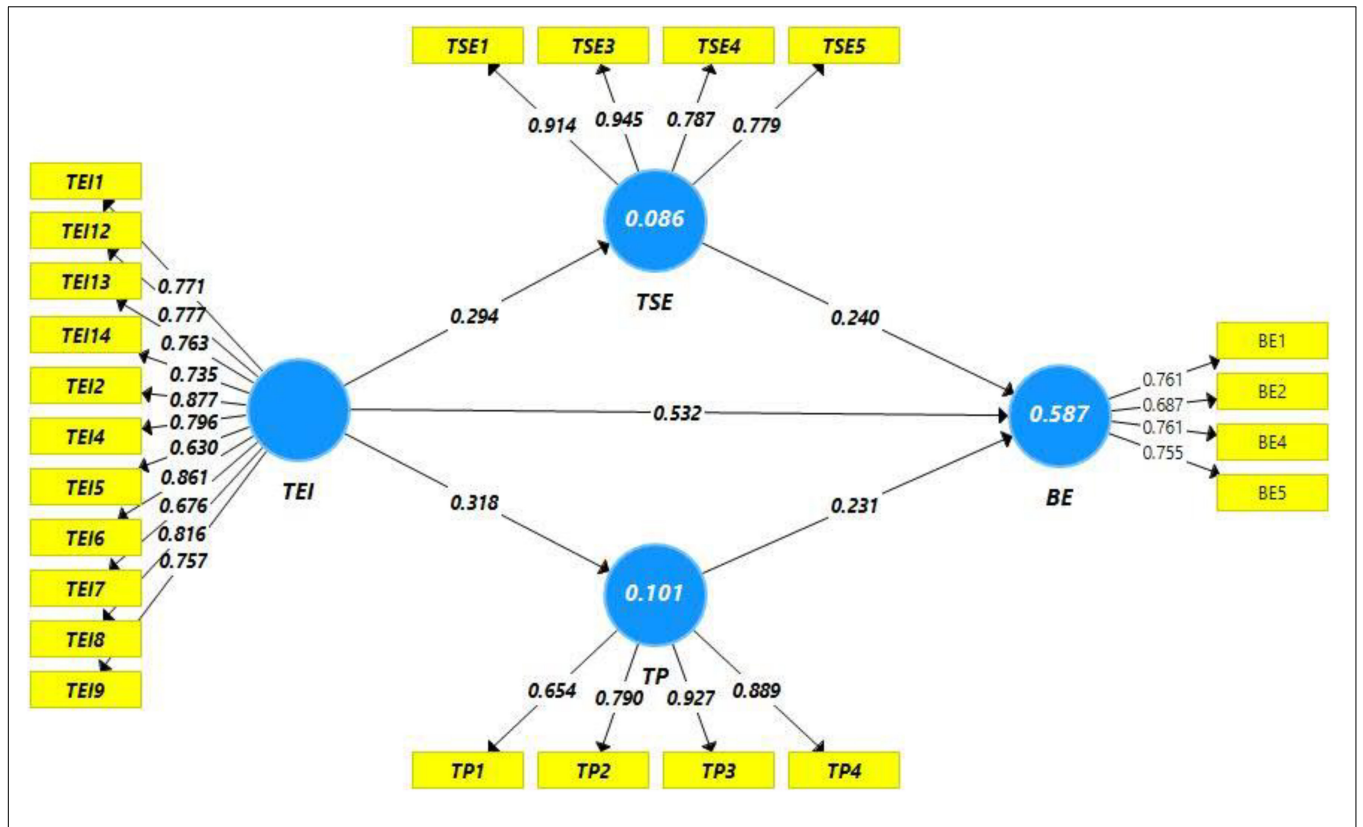 TSE1 TSE3 TSE4 TSE5
0.914 0.945 0.787 0.779
0.086
TSE
TEI1
TEI12
TEI13
TEI14
TEI2
TEI4
TEI5
TEI6
TEI7
TEI8
TEI9
0.771
0.777
0.763
0.735
0.877
0.796
0.630
0.861
0.676
0.816
0.757
TEI
0.294
0.240
0.532
0.318
0.231
0.587
BE
0.761
0.687
0.761
0.755
BE1
BE2
BE4
BE5
0.101
TP
0.654 0.790 0.927 0.889
TP1 TP2 TP3 TP4